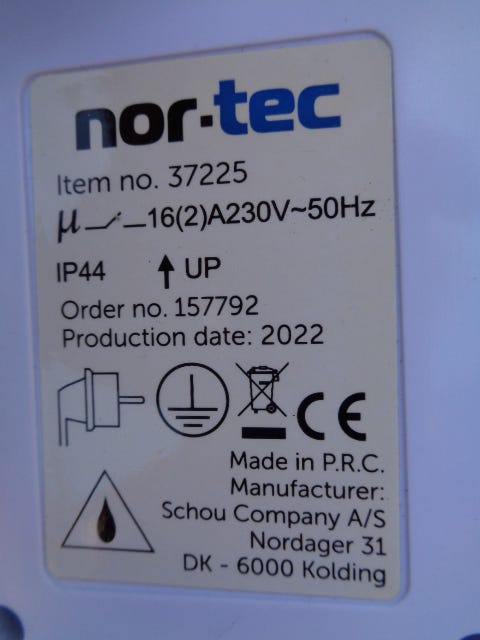 nor-tec
Item no. 37225
µ 16(2)A230V~50Hz
IP44 ↑ UP
Order no. 157792
Production date: 2022
CE
Made in P.R.C.
Manufacturer:
Schou Company A/S
Nordager 31
DK - 6000 Kolding